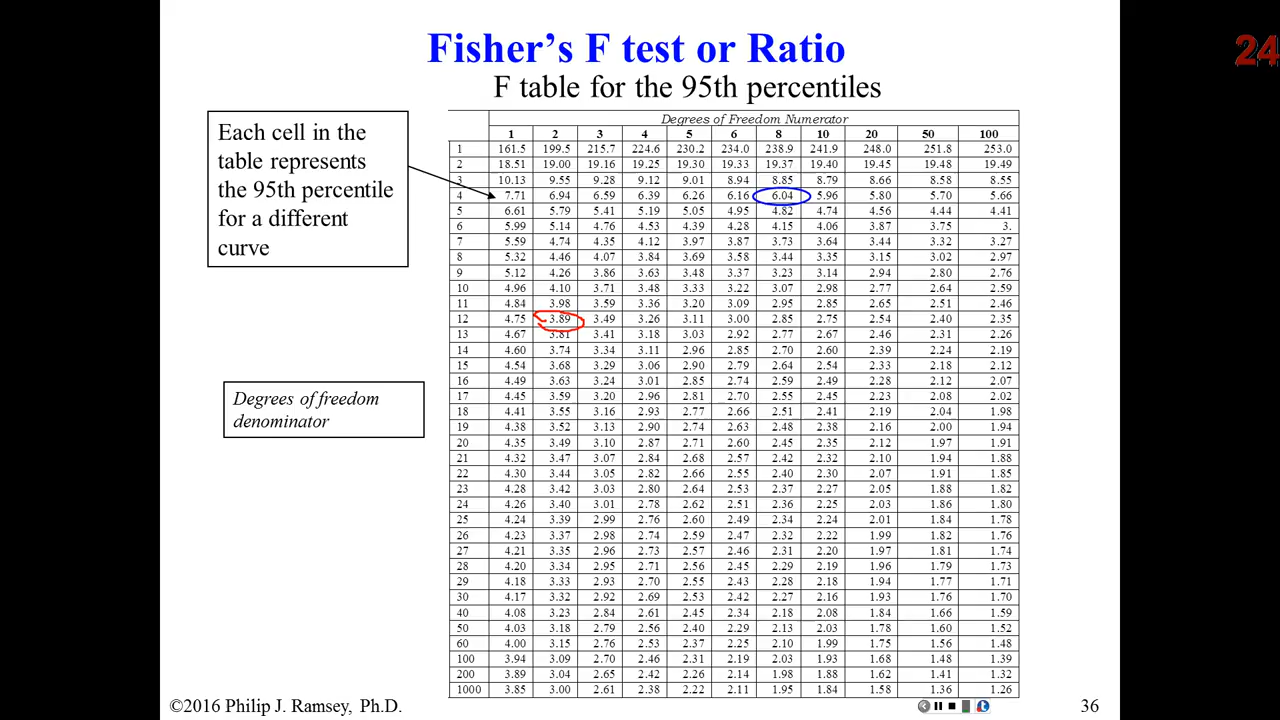 Fisher's F test or Ratio
24
F table for the 95th percentiles
Each cell in the
table represents
the 95th percentile
for a different
curve
Degrees of freedom
denominator
Degrees of Freedom Numerator
1 2 3 4 5 6 8 10 20 50 100
1 161.5 199.5 215.7 224.6 230.2 234.0 238.9 241.9 248.0 251.8 253.0
2 18.51 19.00 19.16 19.25 19.30 19.33 19.37 19.40 19.45 19.48 19.49
3 10.13 9.55 9.28 9.12 9.01 8.94 8.85 8.79 8.66 8.58 8.55
4 7.71 6.94 6.59 6.39 6.26 6.16 6.04 5.96 5.80 5.70 5.66
5 6.61 5.79 5.41 5.19 5.05 4.95 4.82 4.74 4.56 4.44 4.41
6 5.99 5.14 4.76 4.53 4.39 4.28 4.15 4.06 3.87 3.75 3.
7 5.59 4.74 4.35 4.12 3.97 3.87 3.73 3.64 3.44 3.32 3.27
8 5.32 4.46 4.07 3.84 3.69 3.58 3.44 3.35 3.15 3.02 2.97
9 5.12 4.26 3.86 3.63 3.48 3.37 3.23 3.14 2.94 2.80 2.76
10 4.96 4.10 3.71 3.48 3.33 3.22 3.07 2.98 2.77 2.64 2.59
11 4.84 3.98 3.59 3.36 3.20 3.09 2.95 2.85 2.65 2.51 2.46
12 4.75 3.89 3.49 3.26 3.11 3.00 2.85 2.75 2.54 2.40 2.35
13 4.67 3.81 3.41 3.18 3.03 2.92 2.77 2.67 2.46 2.31 2.26
14 4.60 3.74 3.34 3.11 2.96 2.85 2.70 2.60 2.39 2.24 2.19
15 4.54 3.68 3.29 3.06 2.90 2.79 2.64 2.54 2.33 2.18 2.12
16 4.49 3.63 3.24 3.01 2.85 2.74 2.59 2.49 2.28 2.12 2.07
17 4.45 3.59 3.20 2.96 2.81 2.70 2.55 2.45 2.23 2.08 2.02
18 4.41 3.55 3.16 2.93 2.77 2.66 2.51 2.41 2.19 2.04 1.98
19 4.38 3.52 3.13 2.90 2.74 2.63 2.48 2.38 2.16 2.00 1.94
20 4.35 3.49 3.10 2.87 2.71 2.60 2.45 2.35 2.12 1.97 1.91
21 4.32 3.47 3.07 2.84 2.68 2.57 2.42 2.32 2.10 1.94 1.88
22 4.30 3.44 3.05 2.82 2.66 2.55 2.40 2.30 2.07 1.91 1.85
23 4.28 3.42 3.03 2.80 2.64 2.53 2.37 2.27 2.05 1.88 1.82
24 4.26 3.40 3.01 2.78 2.62 2.51 2.36 2.25 2.03 1.86 1.80
25 4.24 3.39 2.99 2.76 2.60 2.49 2.34 2.24 2.01 1.84 1.78
26 4.23 3.37 2.98 2.74 2.59 2.47 2.32 2.22 1.99 1.82 1.76
27 4.21 3.35 2.96 2.73 2.57 2.46 2.31 2.20 1.97 1.81 1.74
28 4.20 3.34 2.95 2.71 2.56 2.45 2.29 2.19 1.96 1.79 1.73
29 4.18 3.33 2.93 2.70 2.55 2.43 2.28 2.18 1.94 1.77 1.71
30 4.17 3.32 2.92 2.69 2.53 2.42 2.27 2.16 1.93 1.76 1.70
40 4.08 3.23 2.84 2.61 2.45 2.34 2.18 2.08 1.84 1.66 1.59
50 4.03 3.18 2.79 2.56 2.40 2.29 2.13 2.03 1.78 1.60 1.52
60 4.00 3.15 2.76 2.53 2.37 2.25 2.10 1.99 1.75 1.56 1.48
100 3.94 3.09 2.70 2.46 2.31 2.19 2.03 1.93 1.68 1.48 1.39
200 3.89 3.04 2.65 2.42 2.26 2.14 1.98 1.88 1.62 1.41 1.32
1000 3.85 3.00 2.61 2.38 2.22 2.11 1.95 1.84 1.58 1.36 1.26
©2016 Philip J. Ramsey, Ph.D.
36